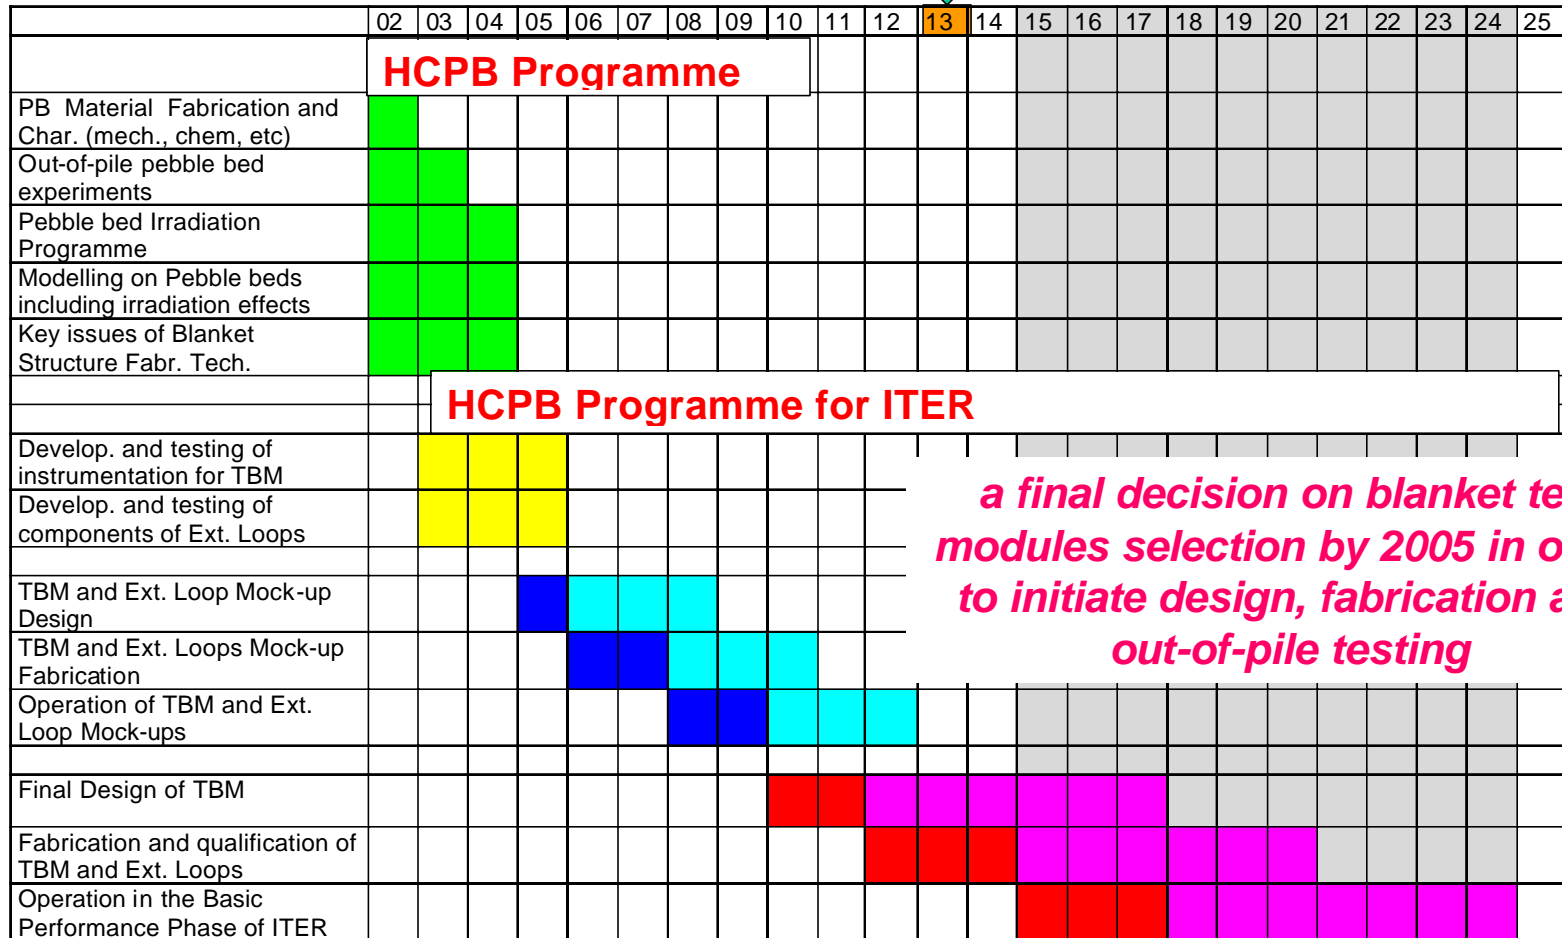 02 03 04 05 06 07 08 09 10 11 12 13 14 15 16 17 18 19 20 21 22 23 24 25
HCPB Programme
PB Material Fabrication and
Char. (mech., chem, etc)
Out-of-pile pebble bed
experiments
Pebble bed Irradiation
Programme
Modelling on Pebble beds
including irradiation effects
Key issues of Blanket
Structure Fabr. Tech.
HCPB Programme for ITER
Develop. and testing of
instrumentation for TBM
Develop. and testing of
components of Ext. Loops
a final decision on blanket te
modules selection by 2005 in o
to initiate design, fabrication a
out-of-pile testing
TBM and Ext. Loop Mock-up
Design
TBM and Ext. Loops Mock-up
Fabrication
Operation of TBM and Ext.
Loop Mock-ups
Final Design of TBM
Fabrication and qualification of
TBM and Ext. Loops
Operation in the Basic
Performance Phase of ITER